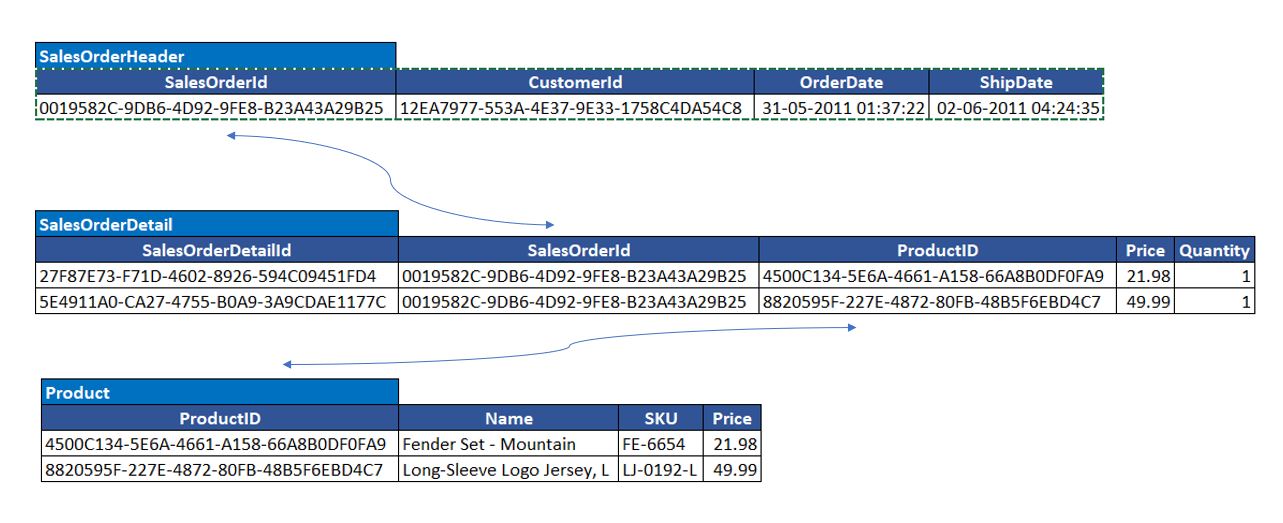 SalesOrderHeader
SalesOrderId CustomerId OrderDate ShipDate
0019582C-9DB6-4D92-9FE8-B23A43A29B25 12EA7977-553A-4E37-9E33-1758C4DA54C8 31-05-2011 01:37:22 02-06-2011 04:24:35
SalesOrderDetail
SalesOrderDetailId SalesOrderId ProductID Price Quantity
27F87E73-F71D-4602-8926-594C09451FD4 0019582C-9DB6-4D92-9FE8-B23A43A29B25 4500C134-5E6A-4661-A158-66A8B0DF0FA9 21.98 1
5E4911A0-CA27-4755-B0A9-3A9CDAE1177C 0019582C-9DB6-4D92-9FE8-B23A43A29B25 8820595F-227E-4872-80FB-48B5F6EBD4C7 49.99 1
Product
ProductID Name SKU Price
4500C134-5E6A-4661-A158-66A8B0DF0FA9 Fender Set - Mountain FE-6654 21.98
8820595F-227E-4872-80FB-48B5F6EBD4C7 Long-Sleeve Logo Jersey, L LJ-0192-L 49.99